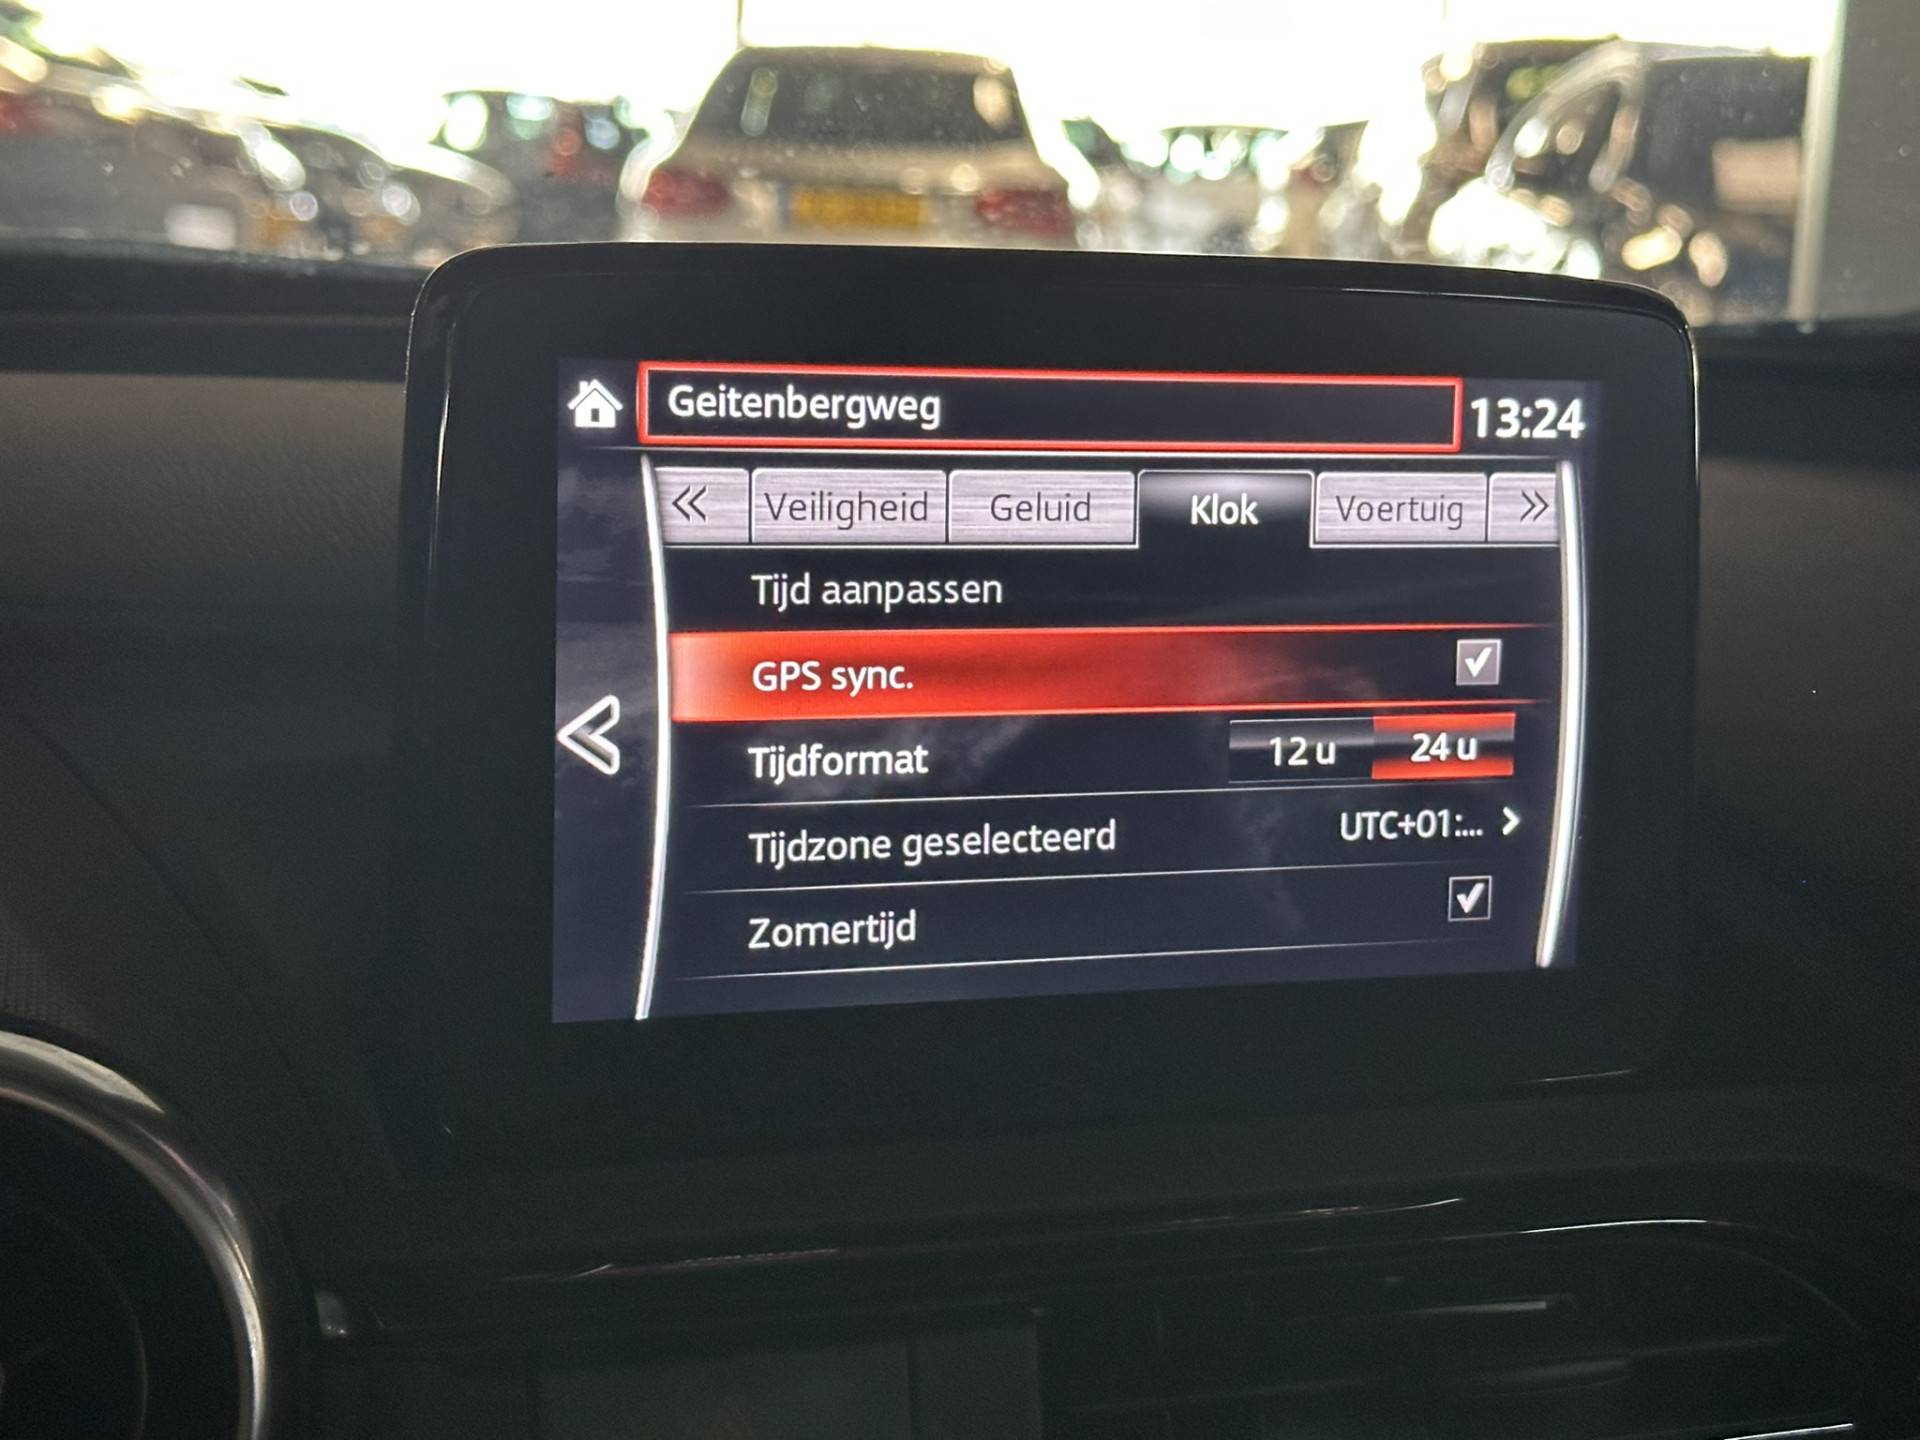 Geitenbergweg 13:24
Veiligheid Geluid Klok Voertuig
Tijd aanpassen
GPS sync.
Tijdformat 12 u 24 u
Tijdzone geselecteerd UTC+01:...
Zomertijd